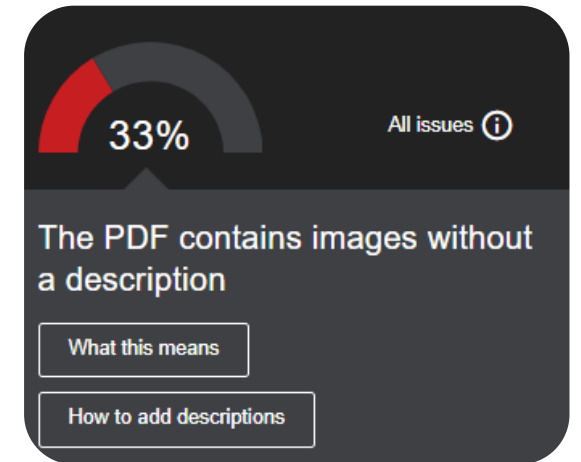 33%
All issues
The PDF contains images without
a description
What this means
How to add descriptions